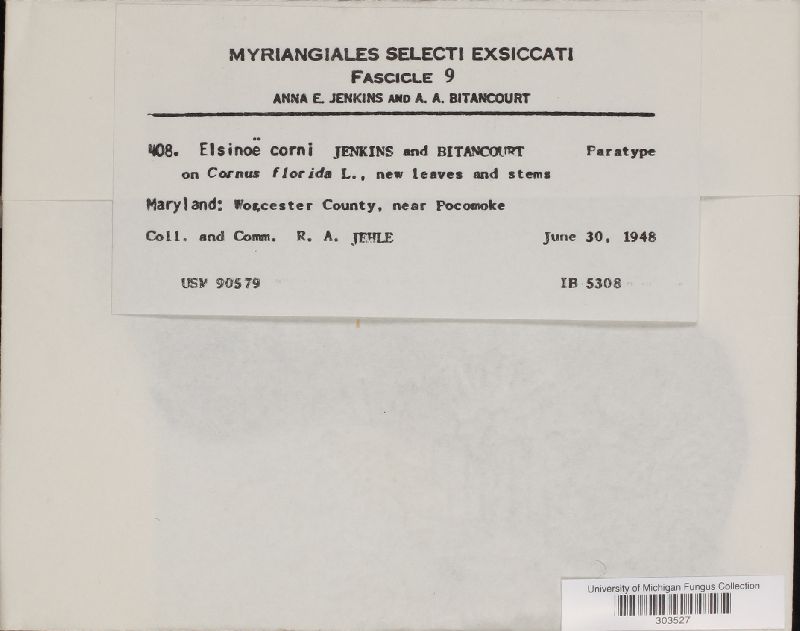 MYRIANGIALES SELECTI EXSICCATI
FASCICLE 9
ANNA E. JENKINS AND A. A. BITANCOURT
408. Elsinoë corni JENKINS and BITANCOURT Paratype
on Cornus florida L., new leaves and stems
Maryland: Worcester County, near Pocomoke
Coll. and Comm. R. A. JEHLE June 30, 1948
USM 90579 IB 5308
University of Michigan Fungus Collection
303527